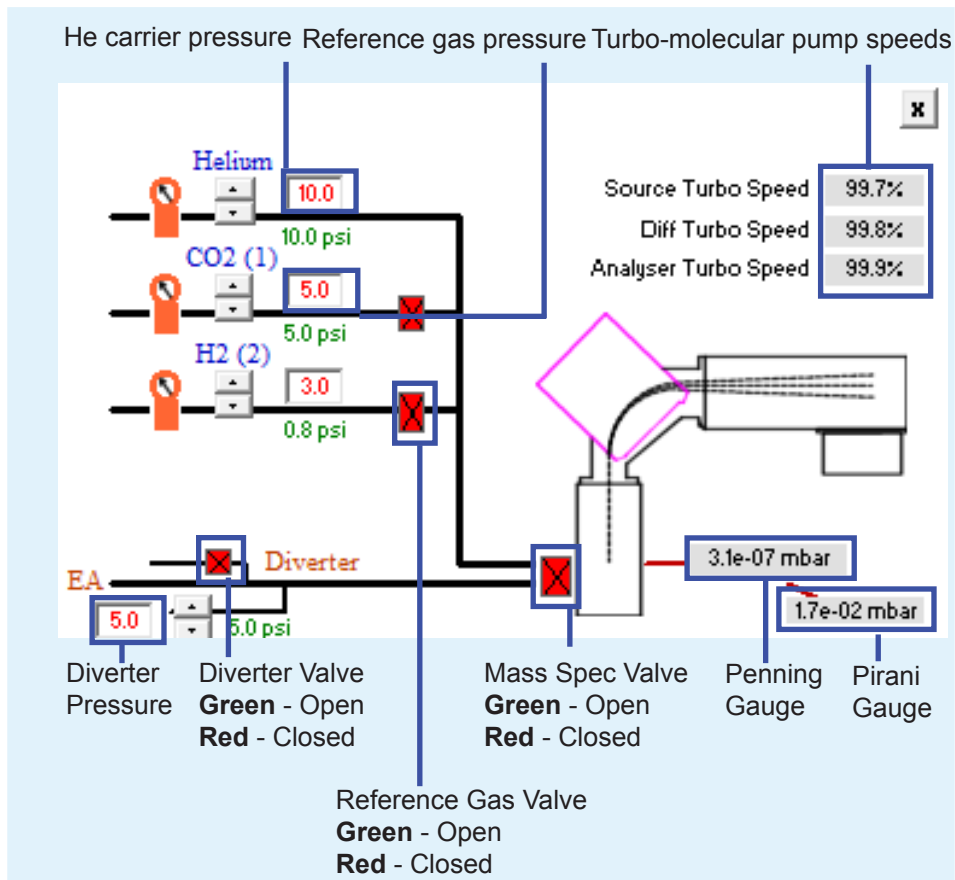 He carrier pressure Reference gas pressure Turbo-molecular pump speeds
x
Helium
10.0
10.0 psi
Source Turbo Speed 99.7%
Diff Turbo Speed 99.8%
Analyser Turbo Speed 99.9%
CO2 (1)
5.0
5.0 psi
H2 (2)
3.0
0.8 psi
Diverter
EA
5.0
5.0 psi
3.1e-07 mbar
1.7e-02 mbar
Diverter
Pressure
Diverter Valve
Green - Open
Red - Closed
Mass Spec Valve
Green - Open
Red - Closed
Penning
Gauge
Pirani
Gauge
Reference Gas Valve
Green - Open
Red - Closed